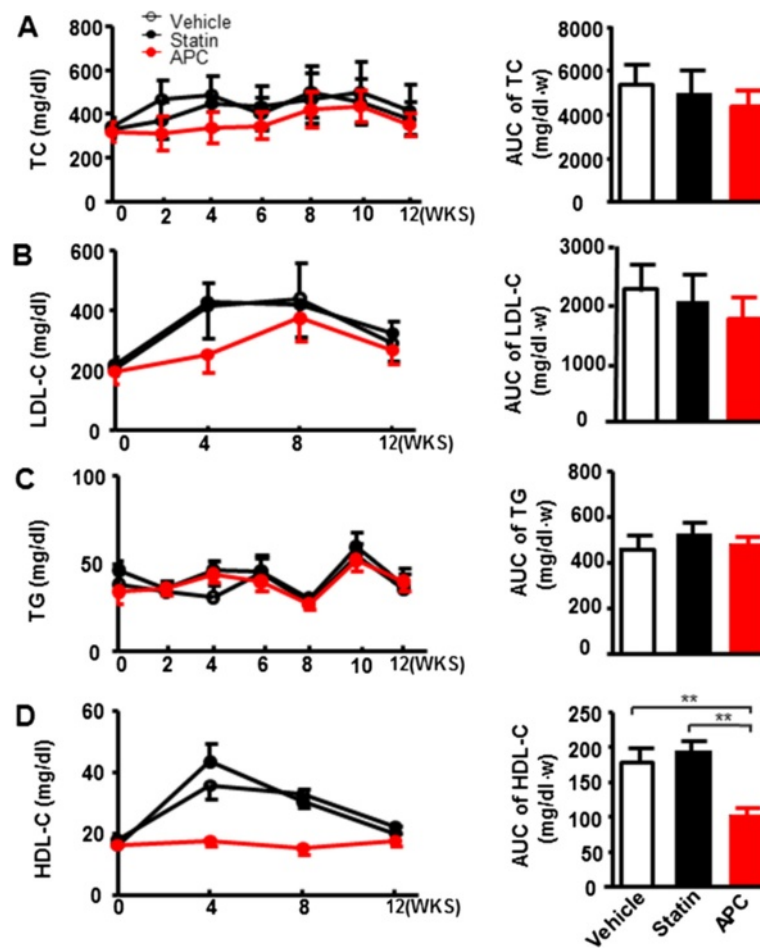 A
Vehicle
Statin
APC
TC (mg/dl)
800
600
400
200
0
0 2 4 6 8 10 12(WKS)
AUC of TC
(mg/dl·w)
8000
6000
4000
2000
0
B
LDL-C (mg/dl)
600
400
200
0
0 4 8 12(WKS)
AUC of LDL-C
(mg/dl·w)
3000
2000
1000
0
C
TG (mg/dl)
100
50
0
0 2 4 6 8 10 12(WKS)
AUC of TG
(mg/dl·w)
800
600
400
200
0
D
HDL-C (mg/dl)
60
40
20
0
0 4 8 12(WKS)
AUC of HDL-C
(mg/dl·w)
250
200
150
100
50
0
**
**
Vehicle Statin APC